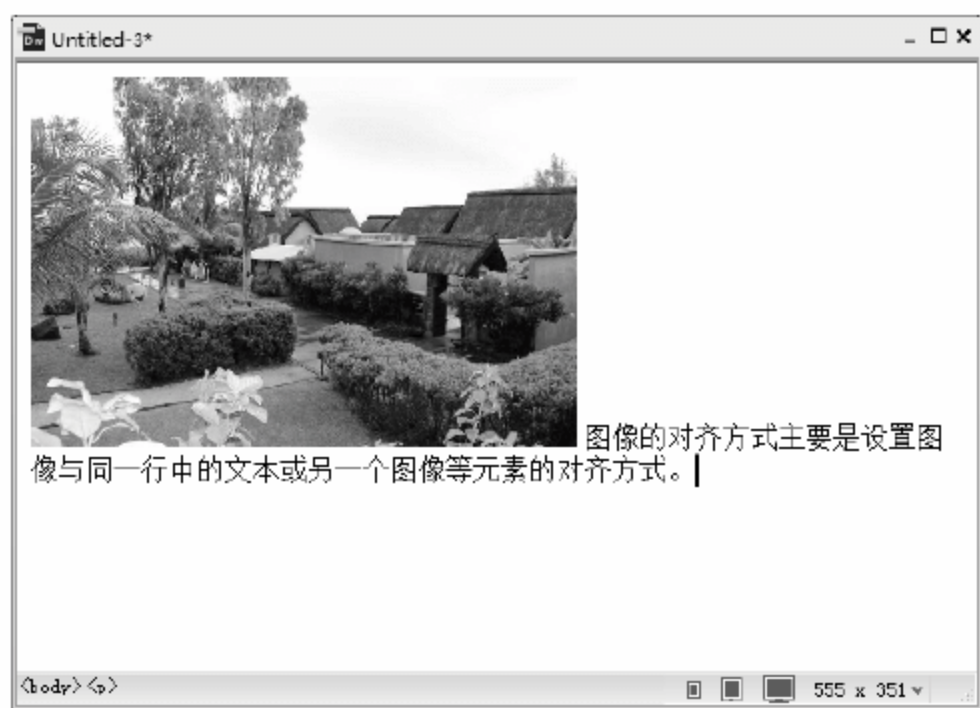 Dw Untitled-3*
图像的对齐方式主要是设置图
像与同一行中的文本或另一个图像等元素的对齐方式。
<body> <p>
555 x 351